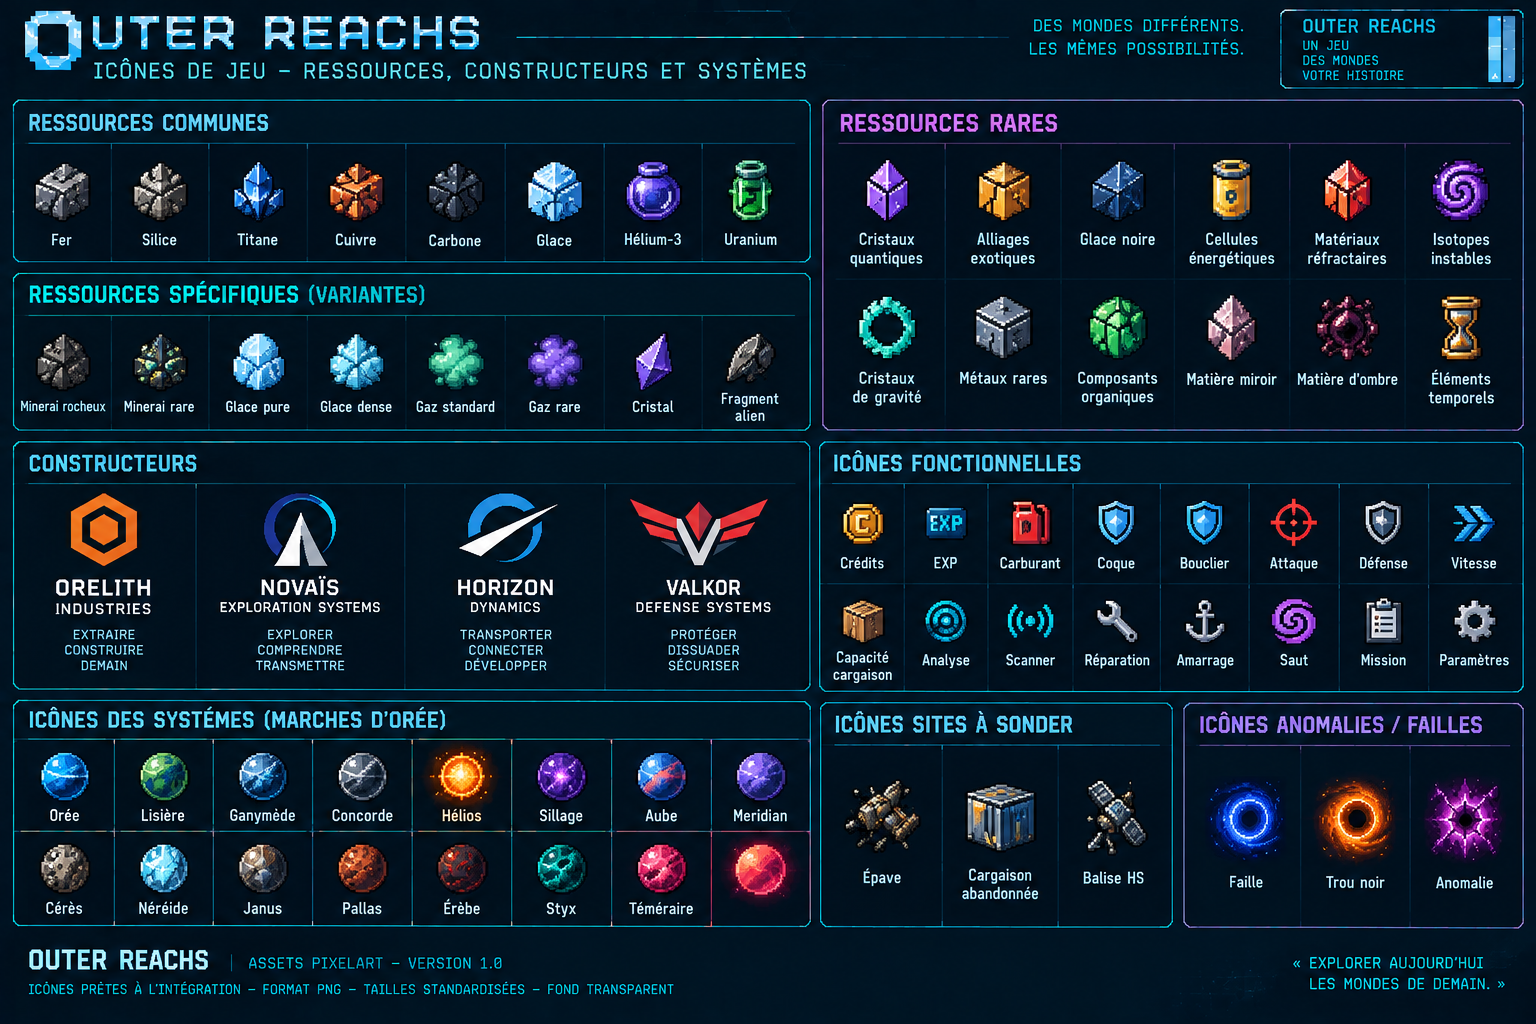 OUTER REACHS
ICÔNES DE JEU – RESSOURCES, CONSTRUCTEURS ET SYSTÈMES
DES MONDES DIFFÉRENTS.
LES MÊMES POSSIBILITÉS.
OUTER REACHS
UN JEU
DES MONDES
VOTRE HISTOIRE
RESSOURCES COMMUNES
Fer
Silice
Titane
Cuivre
Carbone
Glace
Hélium-3
Uranium
RESSOURCES RARES
Cristaux
quantiques
Alliages
exotiques
Glace noire
Cellules
énergétiques
Matériaux
réfractaires
Isotopes
instables
Cristaux
de gravité
Métaux rares
Composants
organiques
Matière miroir
Matière d'ombre
Éléments
temporels
RESSOURCES SPÉCIFIQUES (VARIANTES)
Minerai rocheux
Minerai rare
Glace pure
Glace dense
Gaz standard
Gaz rare
Cristal
Fragment
alien
CONSTRUCTEURS
ORELITH
INDUSTRIES
EXTRAIRE
CONSTRUIRE
DEMAIN
NOVAÏS
EXPLORATION SYSTEMS
EXPLORER
COMPRENDRE
TRANSMETTRE
HORIZON
DYNAMICS
TRANSPORTER
CONNECTER
DÉVELOPPER
VALKOR
DEFENSE SYSTEMS
PROTÉGER
DISSUADER
SÉCURISER
ICÔNES FONCTIONNELLES
C
EXP
Crédits
EXP
Carburant
Coque
Bouclier
Attaque
Défense
Vitesse
Capacité
cargaison
Analyse
Scanner
Réparation
Amarrage
Saut
Mission
Paramètres
ICÔNES DES SYSTÉMES (MARCHES D'ORÉE)
Orée
Lisière
Ganymède
Concorde
Hélios
Sillage
Aube
Meridian
Cérès
Néréide
Janus
Pallas
Érèbe
Styx
Téméraire
ICÔNES SITES À SONDER
Épave
Cargaison
abandonnée
Balise HS
ICÔNES ANOMALIES / FAILLES
Faille
Trou noir
Anomalie
OUTER REACHS
ASSETS PIXELART – VERSION 1.0
ICÔNES PRÊTES À L'INTÉGRATION – FORMAT PNG – TAILLES STANDARDISÉES – FOND TRANSPARENT
« EXPLORER AUJOURD'HUI
LES MONDES DE DEMAIN. »